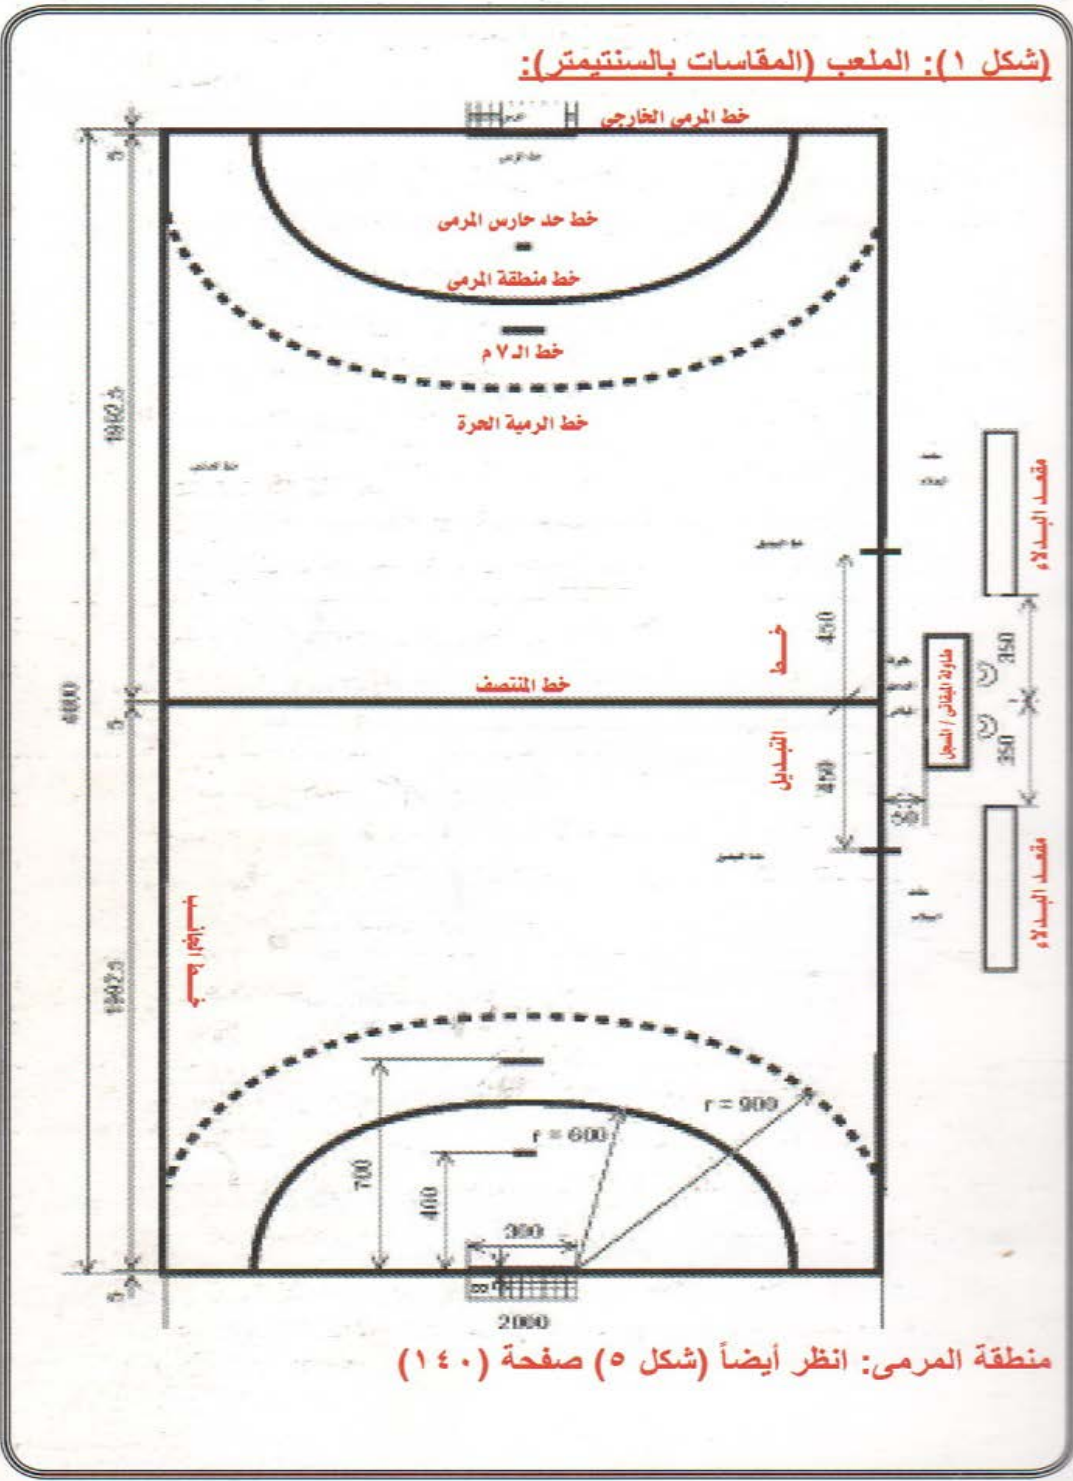 (شكل ١): الملعب (المقاسات بالسنتيمتر):
خط المرمى الخارجي
5
خط حد حارس المرمى
خط منطقة المرمى
خط الـ ٧ م
خط الرمية الحرة
1992.5
مقعد البدلاء
450
350
خط
طاولة الميقاتي / المسجل
خط المنتصف
4000
5
التبديل
450
350
50
مقعد البدلاء
خط الجانب
1992.5
r = 900
r = 600
700
400
300
8
5
2000
منطقة المرمى: انظر أيضاً (شكل ٥) صفحة (١٤٠)